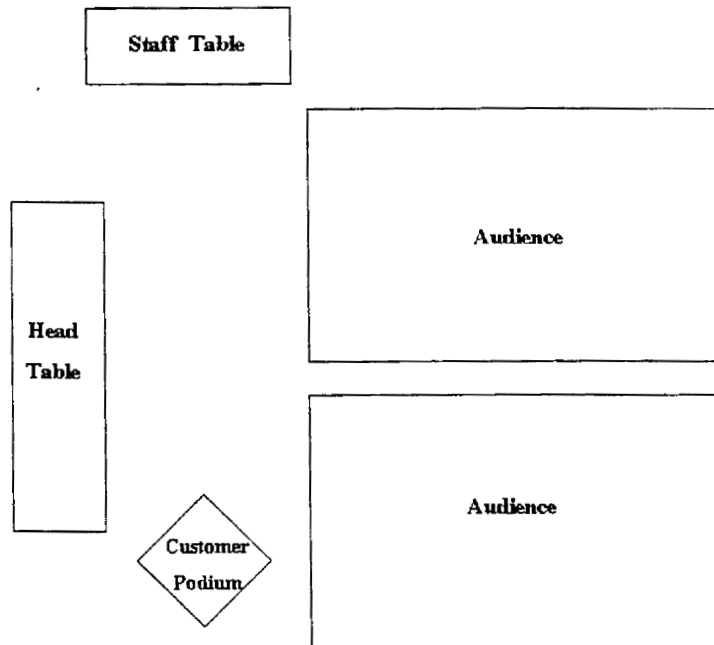 Staff Table
Audience
Head
Table
Audience
Customer
Podium